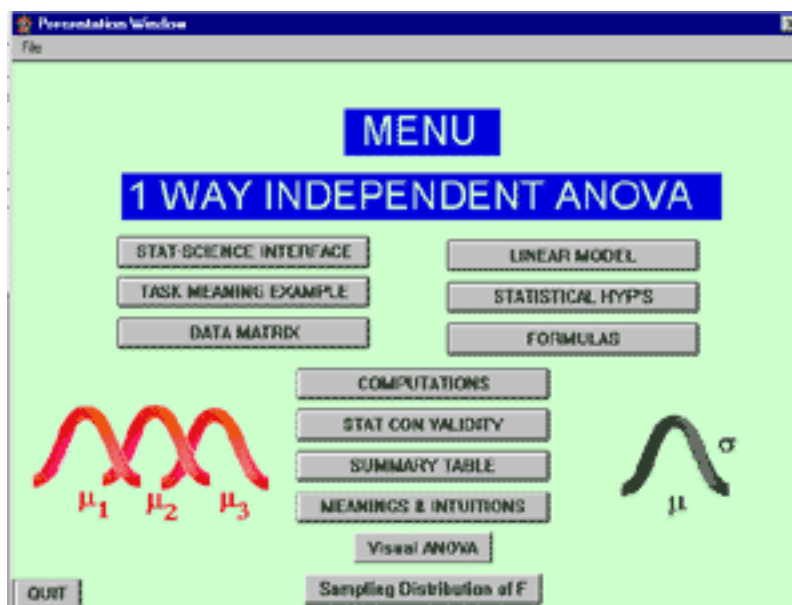 Presentation Window
File
MENU
1 WAY INDEPENDENT ANOVA
STAT-SCIENCE INTERFACE
TASK MEANING EXAMPLE
DATA MATRIX
LINEAR MODEL
STATISTICAL HYP'S
FORMULAS
COMPUTATIONS
STAT CON VALIDITY
SUMMARY TABLE
MEANINGS & INTUITIONS
Visual ANOVA
Sampling Distribution of F
μ1 μ2 μ3
σ
μ
QUIT